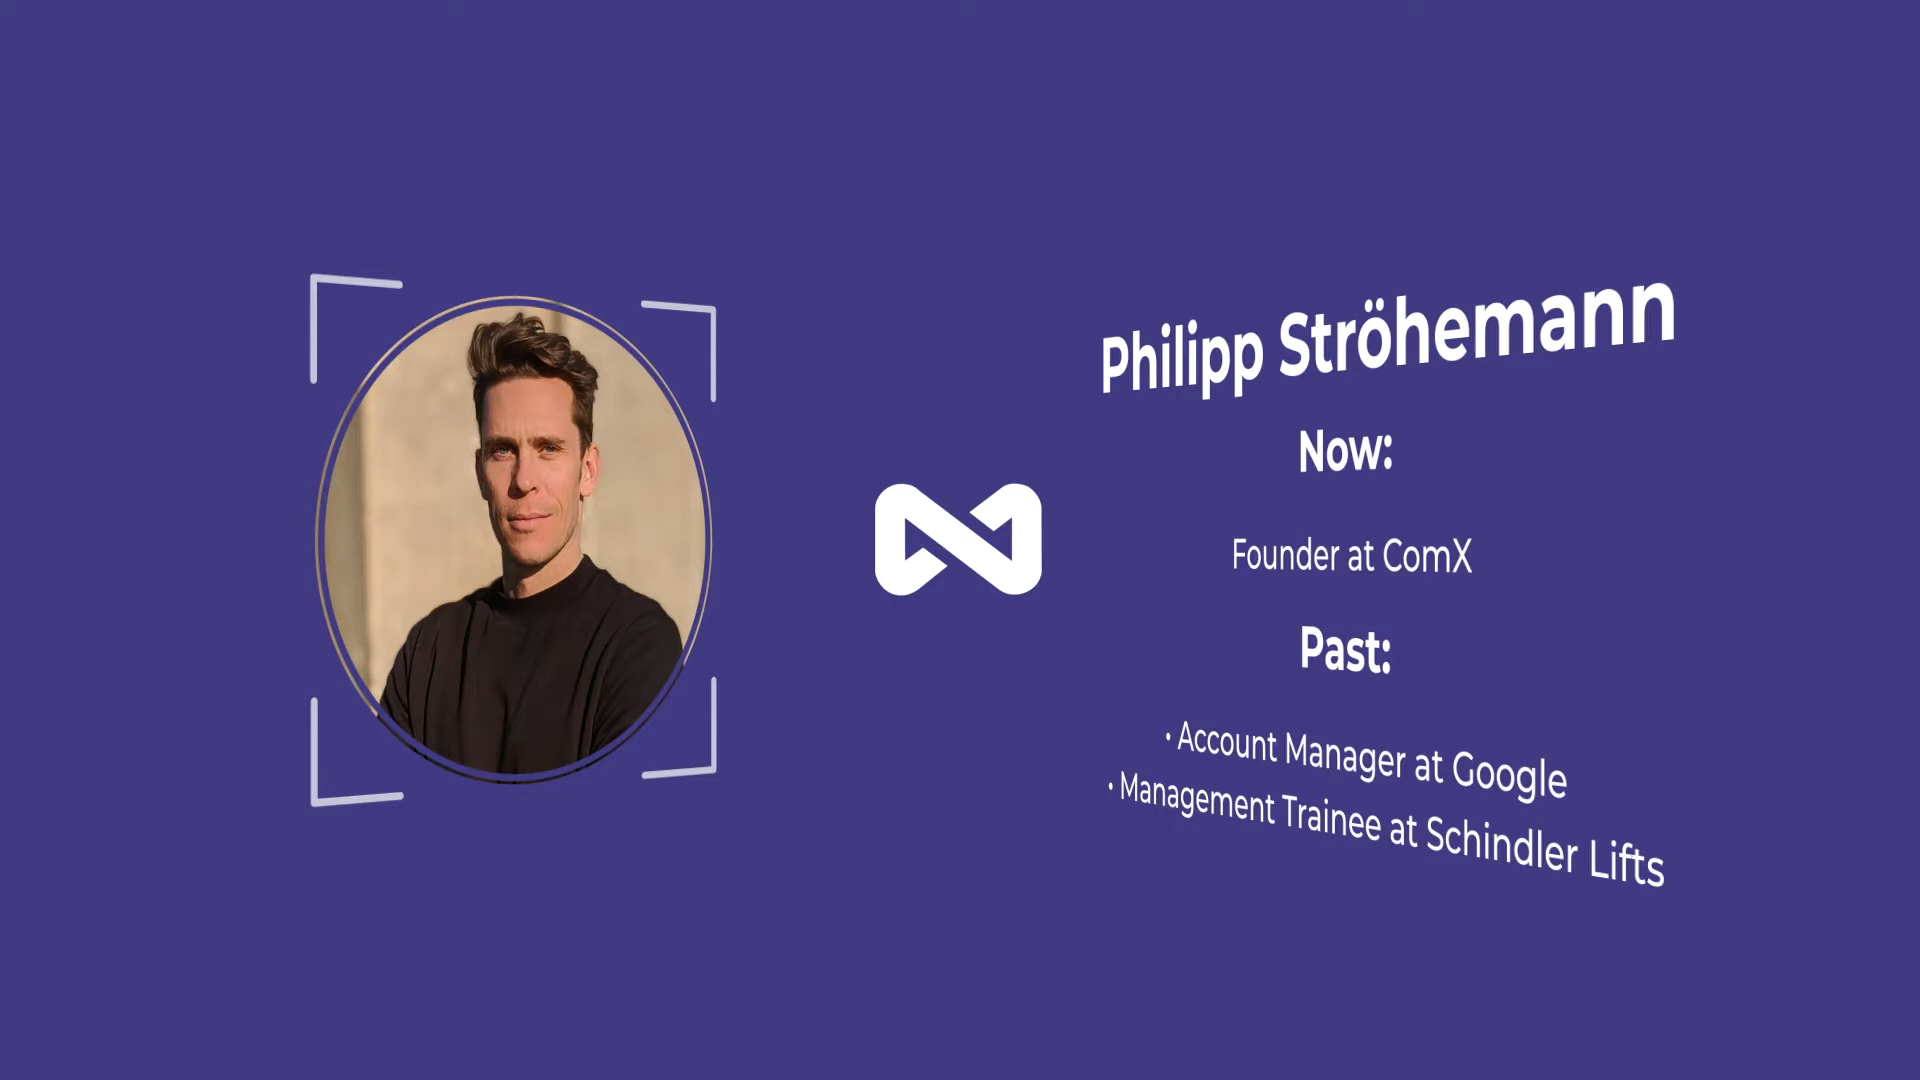 Philipp Ströhemann
Now:
Founder at ComX
Past:
• Account Manager at Google
• Management Trainee at Schindler Lifts